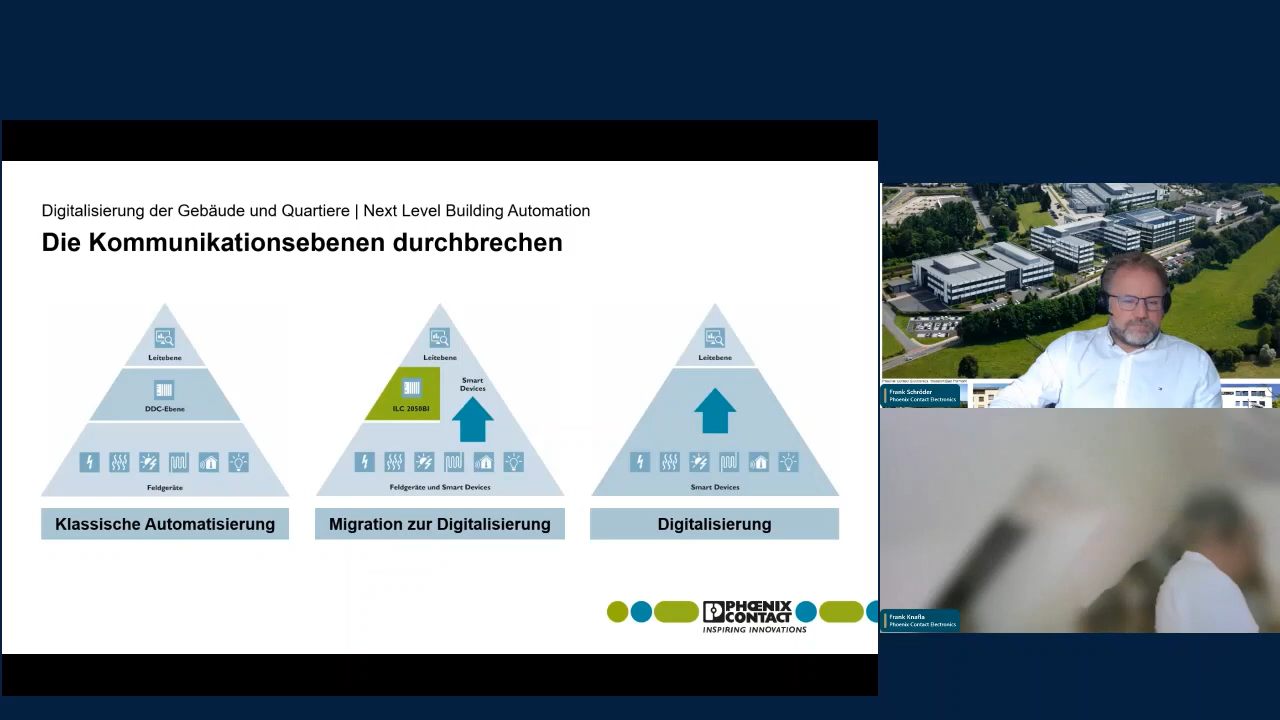 Digitalisierung der Gebäude und Quartiere | Next Level Building Automation
Die Kommunikationsebenen durchbrechen
Leitebene
DDC-Ebene
Feldgeräte
Klassische Automatisierung
Leitebene
ILC 2050BI
Smart
Devices
Feldgeräte und Smart Devices
Migration zur Digitalisierung
Leitebene
Smart Devices
Digitalisierung
PHŒNIX
CONTACT
INSPIRING INNOVATIONS
Frank Schröder
Phoenix Contact Electronics
Frank Knafla
Phoenix Contact Electronics